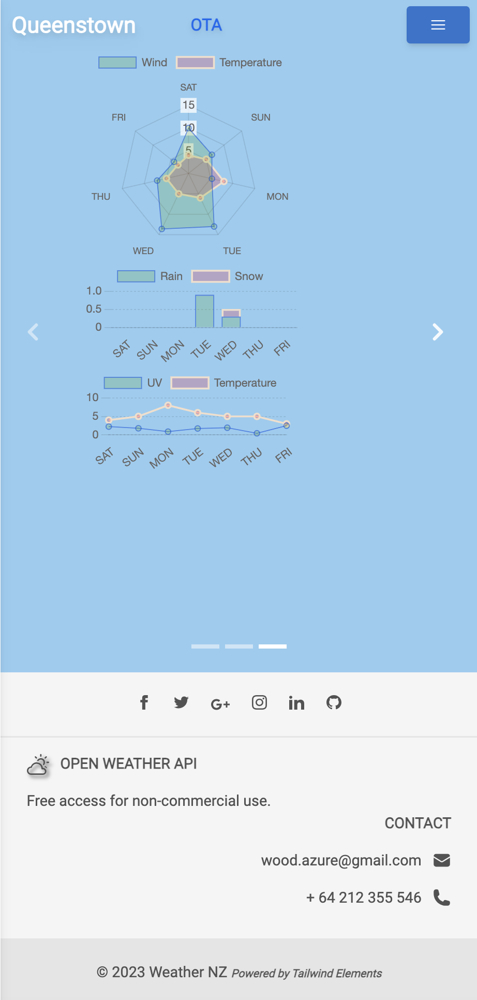 Queenstown OTA
Wind Temperature
SAT
15
FRI SUN
10
5
THU MON
WED TUE
Rain Snow
1.0
0.5
0
SAT SUN MON TUE WED THU FRI
UV Temperature
10
5
0
SAT SUN MON TUE WED THU FRI
OPEN WEATHER API
Free access for non-commercial use.
CONTACT
wood.azure@gmail.com
+ 64 212 355 546
© 2023 Weather NZ Powered by Tailwind Elements